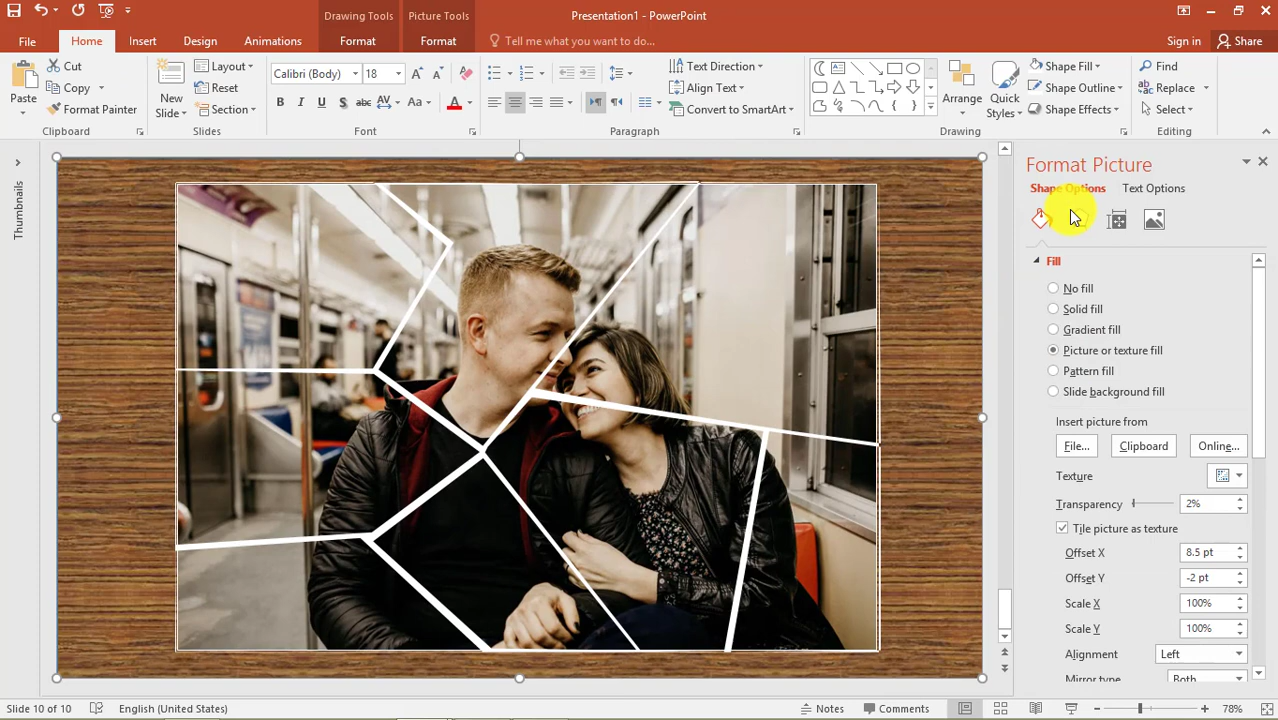 Drawing Tools
Picture Tools
Presentation1 - PowerPoint
File
Home
Insert
Design
Animations
Format
Format
Tell me what you want to do...
Sign in
Share
Paste
Cut
Copy
Format Painter
Clipboard
New
Slide
Layout
Reset
Section
Slides
Calibri (Body)
18
A
A
B
I
U
S
abc
AV
Aa
A
Font
Text Direction
Align Text
Convert to SmartArt
Paragraph
Arrange
Quick
Styles
Shape Fill
Shape Outline
Shape Effects
Drawing
Find
Replace
Select
Editing
Thumbnails
Format Picture
Shape Options
Text Options
Fill
No fill
Solid fill
Gradient fill
Picture or texture fill
Pattern fill
Slide background fill
Insert picture from
File...
Clipboard
Online...
Texture
Transparency
2%
Tile picture as texture
Offset X
8.5 pt
Offset Y
-2 pt
Scale X
100%
Scale Y
100%
Alignment
Left
Mirror type
Both
Slide 10 of 10
English (United States)
Notes
Comments
78%